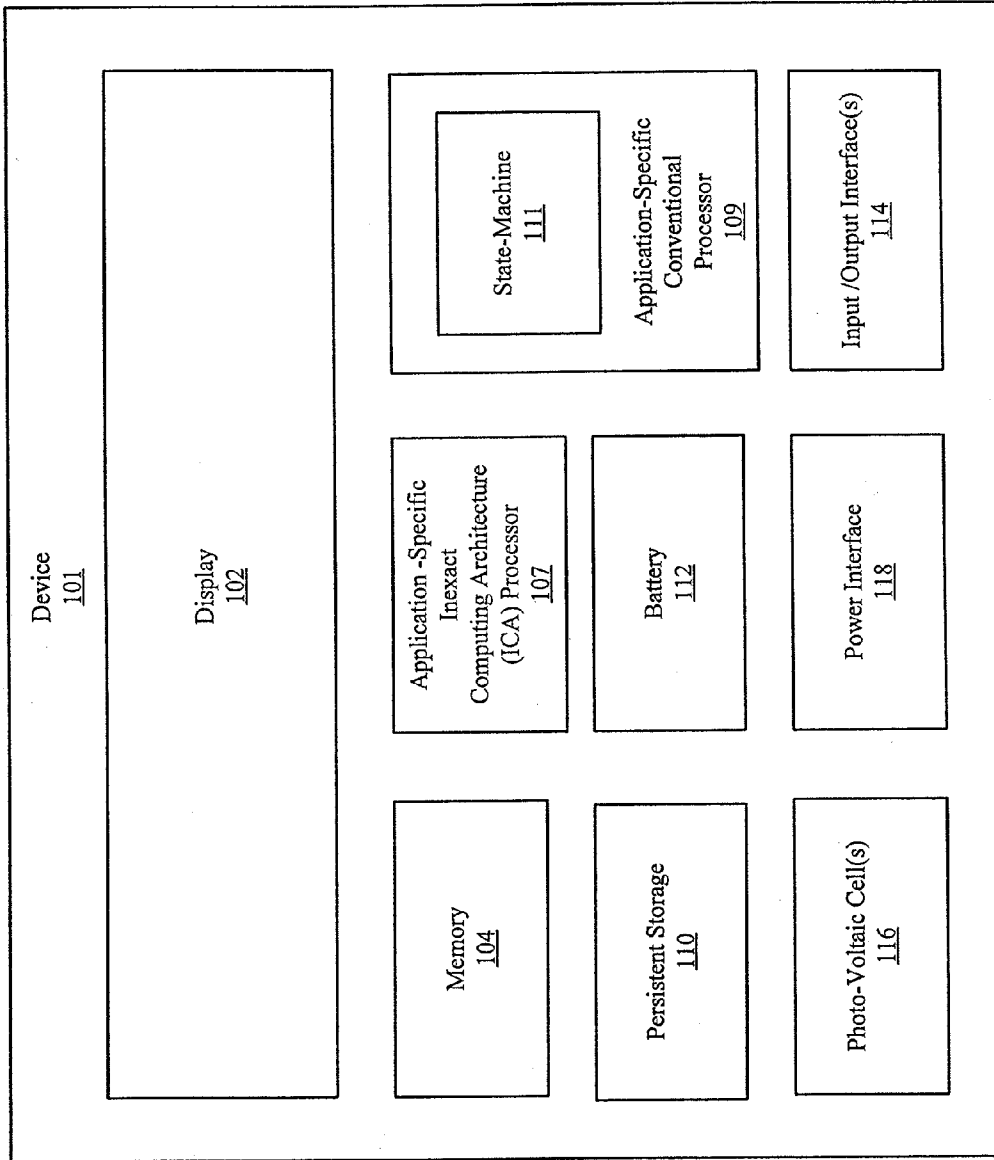 Device
101
Display
102
Memory
104
Application -Specific
Inexact
Computing Architecture
(ICA) Processor
107
State-Machine
111
Application-Specific
Conventional
Processor
109
Persistent Storage
110
Battery
112
Photo-Voltaic Cell(s)
116
Power Interface
118
Input /Output Interface(s)
114